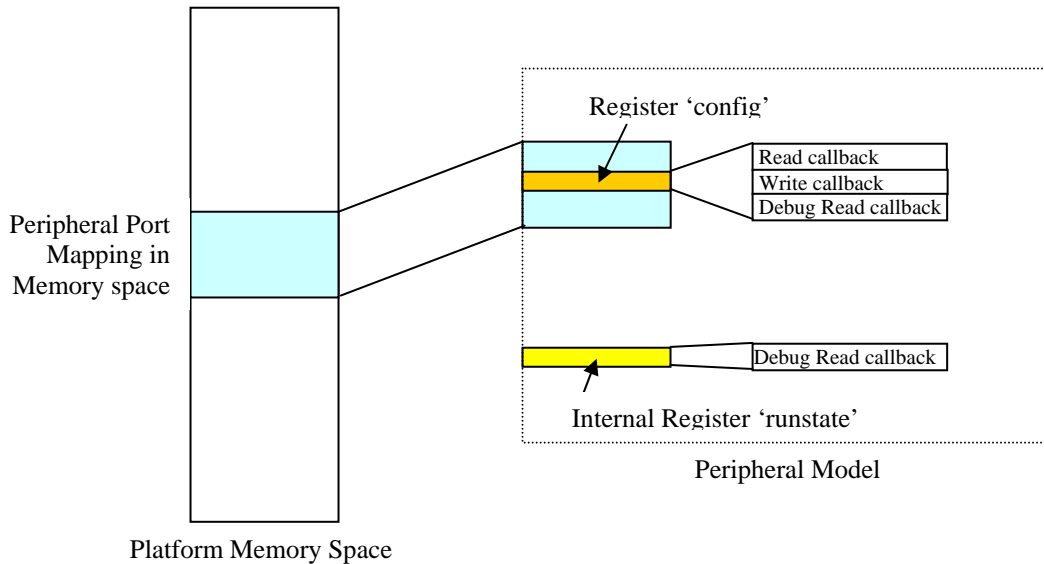 Register ‘config’
Read callback
Write callback
Debug Read callback
Peripheral Port
Mapping in
Memory space
Debug Read callback
Internal Register ‘runstate’
Peripheral Model
Platform Memory Space